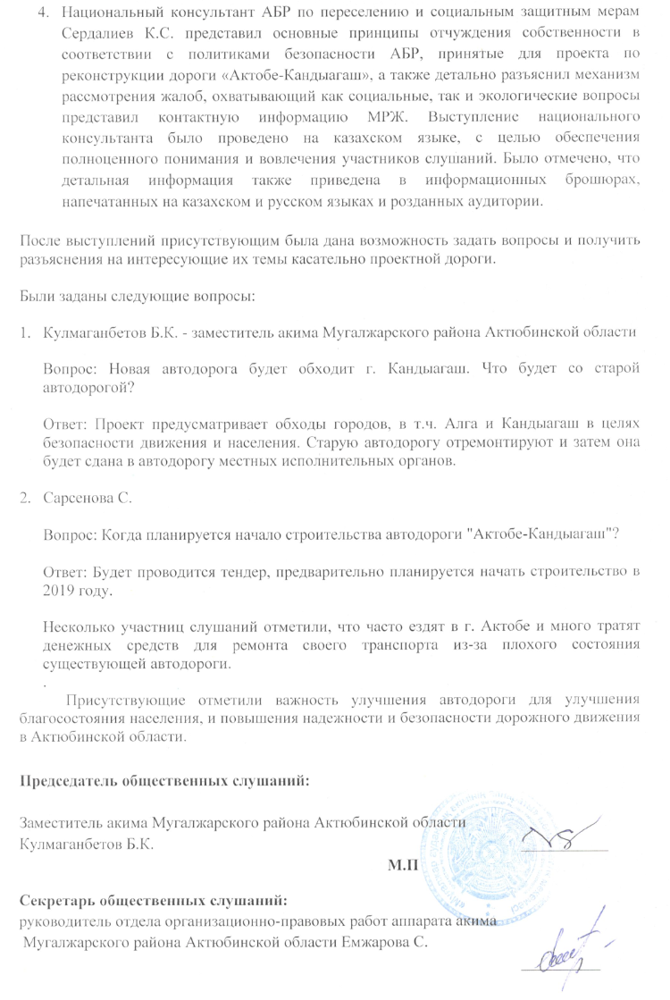 4. Национальный консультант АБР по переселению и социальным защитным мерам
Сердалиев К.С. представил основные принципы отчуждения собственности в
соответствии с политиками безопасности АБР, принятые для проекта по
реконструкции дороги «Актобе-Кандыагаш», а также детально разъяснил механизм
рассмотрения жалоб, охватывающий как социальные, так и экологические вопросы
представил контактную информацию МРЖ. Выступление национального
консультанта было проведено на казахском языке, с целью обеспечения
полноценного понимания и вовлечения участников слушаний. Было отмечено, что
детальная информация также приведена в информационных брошюрах,
напечатанных на казахском и русском языках и розданных аудитории.
После выступлений присутствующим была дана возможность задать вопросы и получить
разъяснения на интересующие их темы касательно проектной дороги.
Были заданы следующие вопросы:
1. Кулмаганбетов Б.К. - заместитель акима Мугалжарского района Актюбинской области
Вопрос: Новая автодорога будет обходит г. Кандыагаш. Что будет со старой
автодорогой?
Ответ: Проект предусматривает обходы городов, в т.ч. Алга и Кандыагаш в целях
безопасности движения и населения. Старую автодорогу отремонтируют и затем она
будет сдана в автодорогу местных исполнительных органов.
2. Сарсенова С.
Вопрос: Когда планируется начало строительства автодороги "Актобе-Кандыагаш"?
Ответ: Будет проводится тендер, предварительно планируется начать строительство в
2019 году.
Несколько участниц слушаний отметили, что часто ездят в г. Актобе и много тратят
денежных средств для ремонта своего транспорта из-за плохого состояния
существующей автодороги.
.
Присутствующие отметили важность улучшения автодороги для улучшения
благосостояния населения, и повышения надежности и безопасности дорожного движения
в Актюбинской области.
Председатель общественных слушаний:
Заместитель акима Мугалжарского района Актюбинской области
Кулмаганбетов Б.К.
М.П
Секретарь общественных слушаний:
руководитель отдела организационно-правовых работ аппарата акима
Мугалжарского района Актюбинской области Емжарова С.